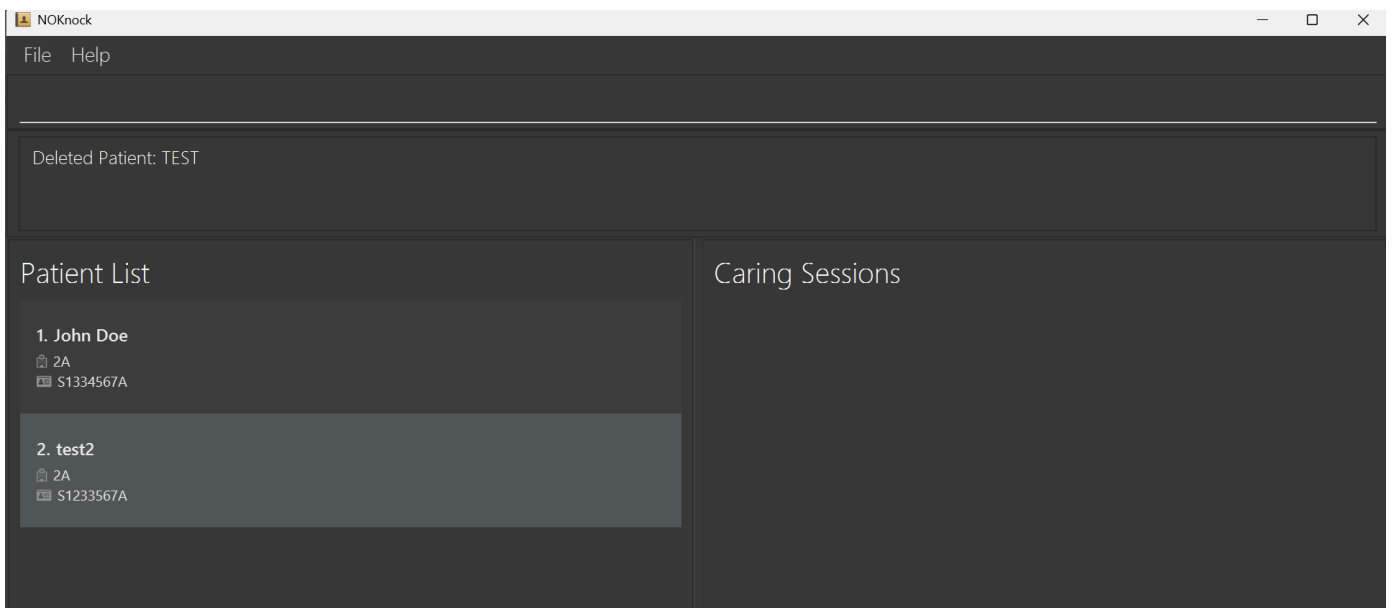 NOKnock
File Help
Deleted Patient: TEST
Patient List
1. John Doe
2A
S1334567A
2. test2
2A
S1233567A
Caring Sessions